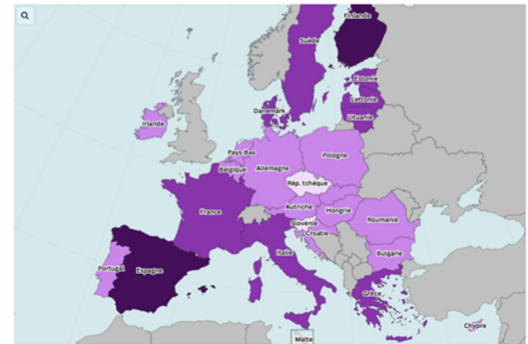 Finlande
Suède
Estonie
Lettonie
Lituanie
Danemark
Irlande
Pays-Bas
Pologne
Belgique
Allemagne
Rép. tchèque
France
Autriche
Hongrie
Slovénie
Roumanie
Croatie
Italie
Bulgarie
Portugal
Espagne
Grèce
Chypre
Malte